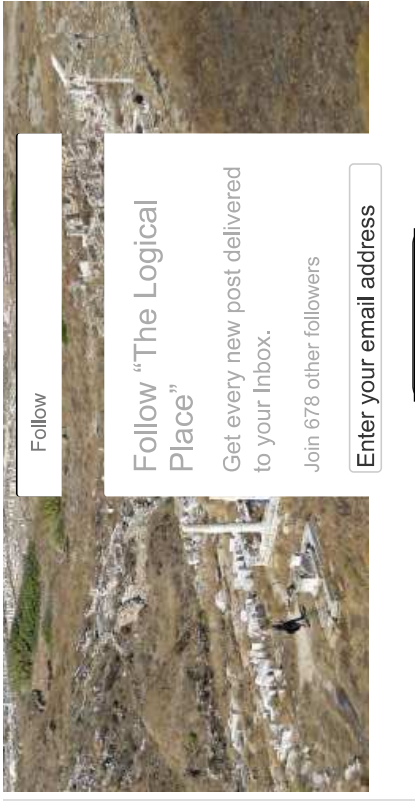 Follow
Follow “The Logical
Place”
Get every new post delivered
to your Inbox.
Join 678 other followers
Enter your email address